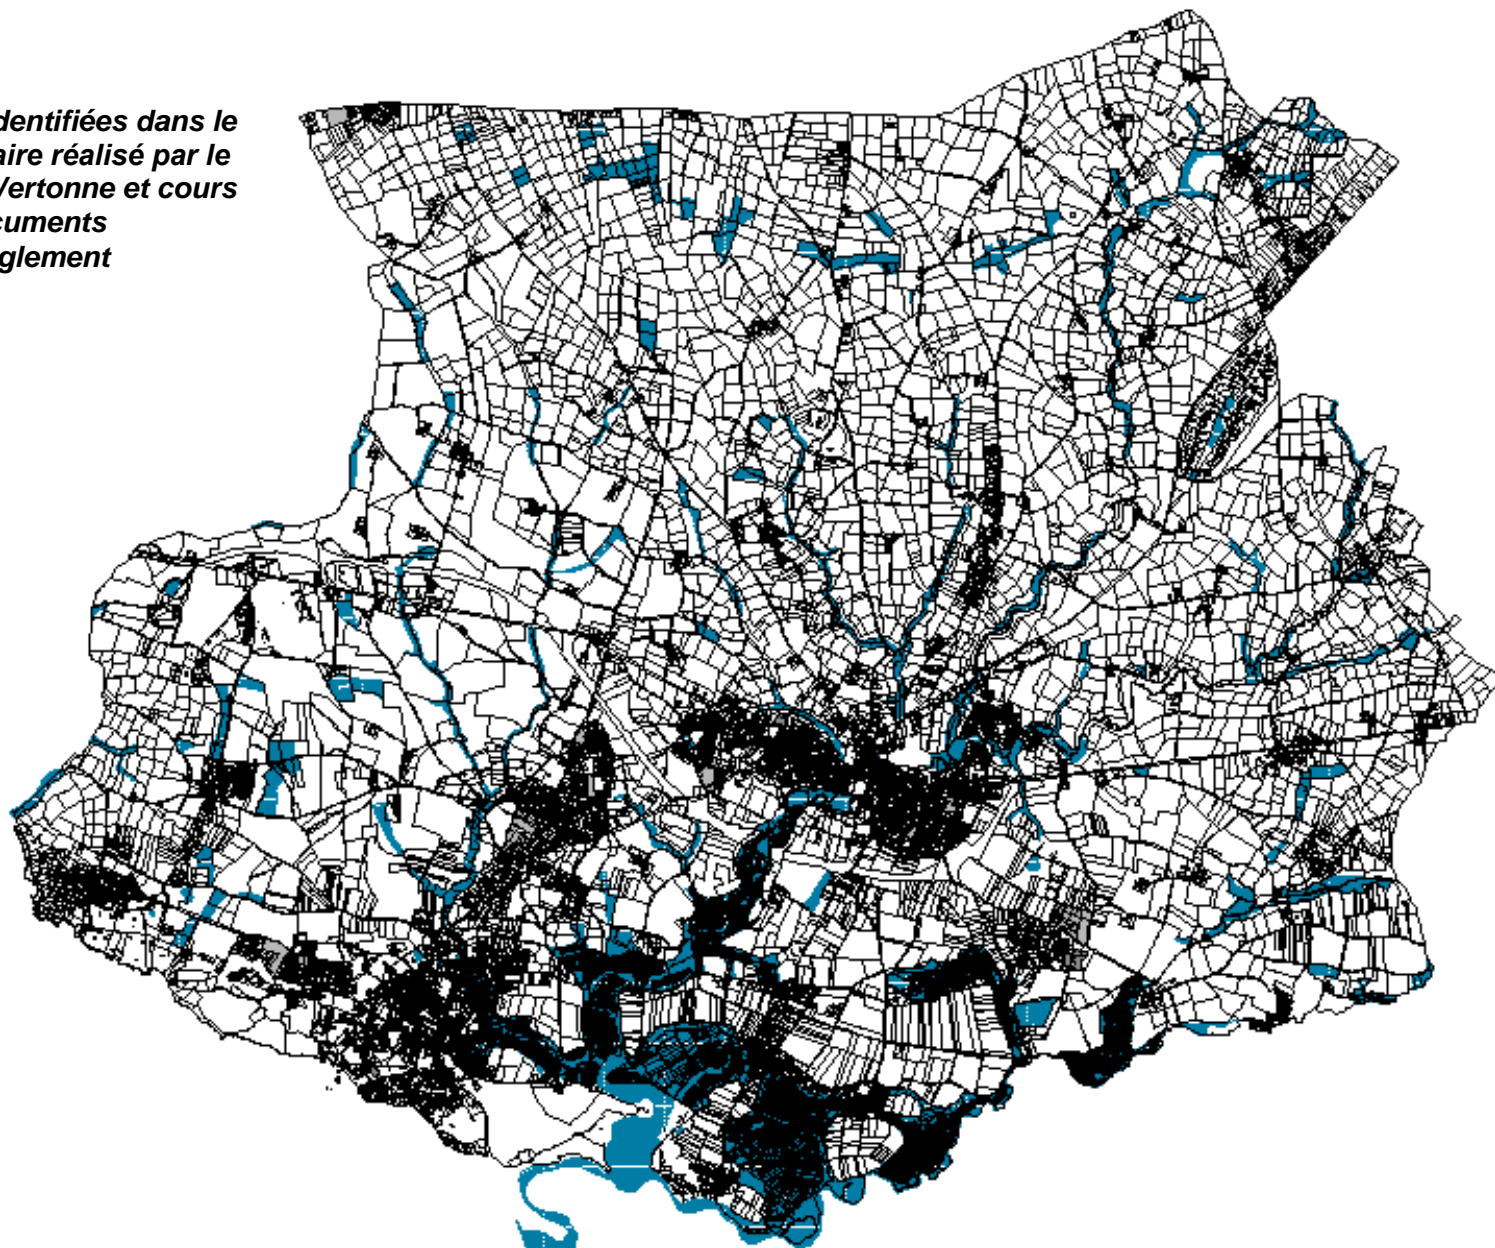 dentifiées dans le
aire réalisé par le
Vertonne et cours
cuments
glement